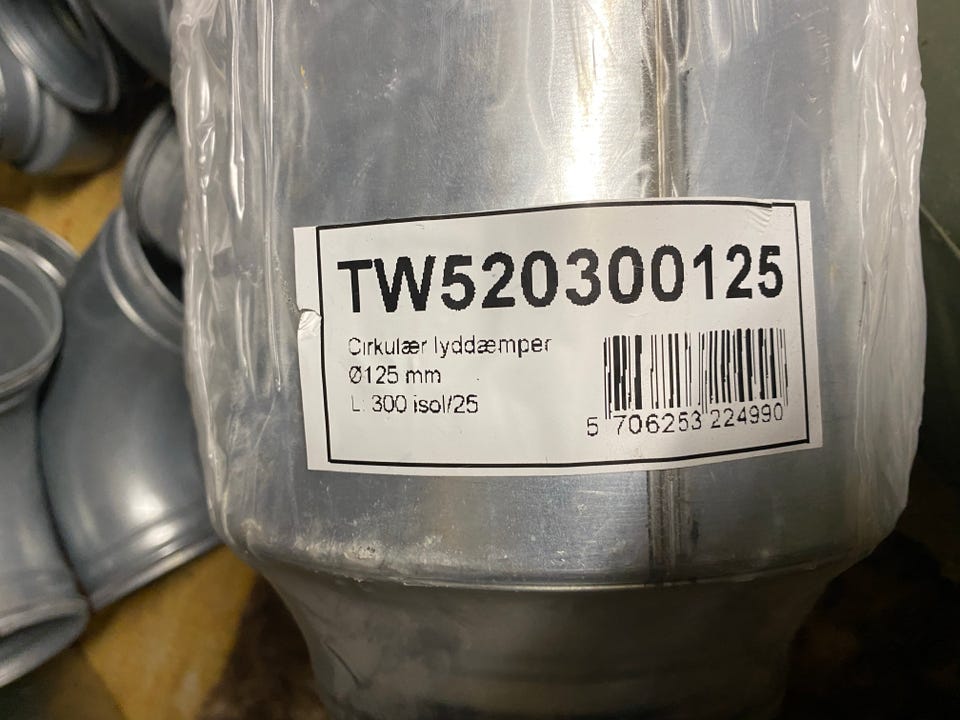 TW520300125
Cirkulær lyddæmper
Ø125 mm
L: 300 isol/25
5 706253 224990